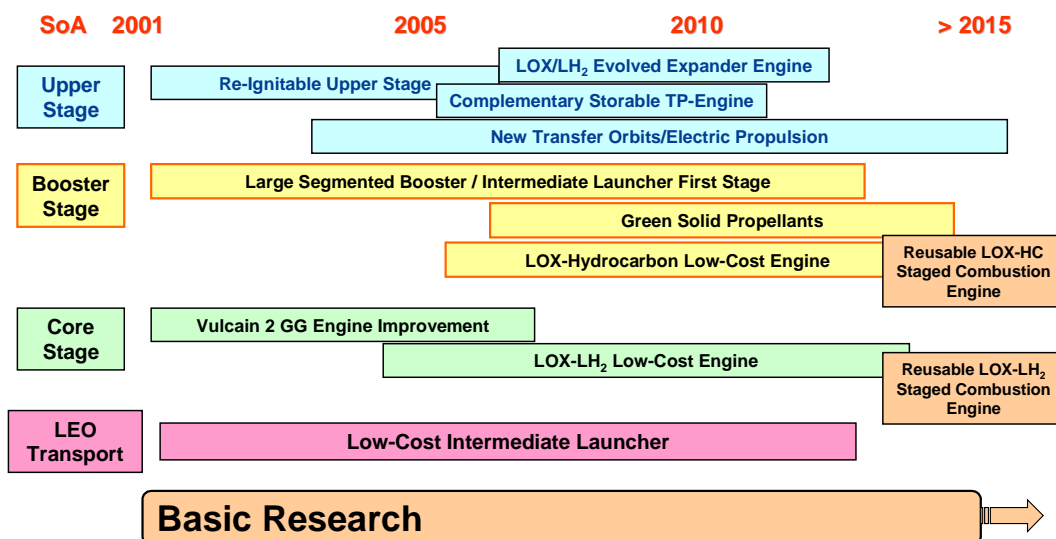 SoA 2001 2005 2010 > 2015
Upper
Stage
LOX/LH₂ Evolved Expander Engine
Re-Ignitable Upper Stage
Complementary Storable TP-Engine
New Transfer Orbits/Electric Propulsion
Booster
Stage
Large Segmented Booster / Intermediate Launcher First Stage
Green Solid Propellants
LOX-Hydrocarbon Low-Cost Engine
Reusable LOX-HC
Staged Combustion
Engine
Core
Stage
Vulcain 2 GG Engine Improvement
LOX-LH₂ Low-Cost Engine
Reusable LOX-LH₂
Staged Combustion
Engine
LEO
Transport
Low-Cost Intermediate Launcher
Basic Research